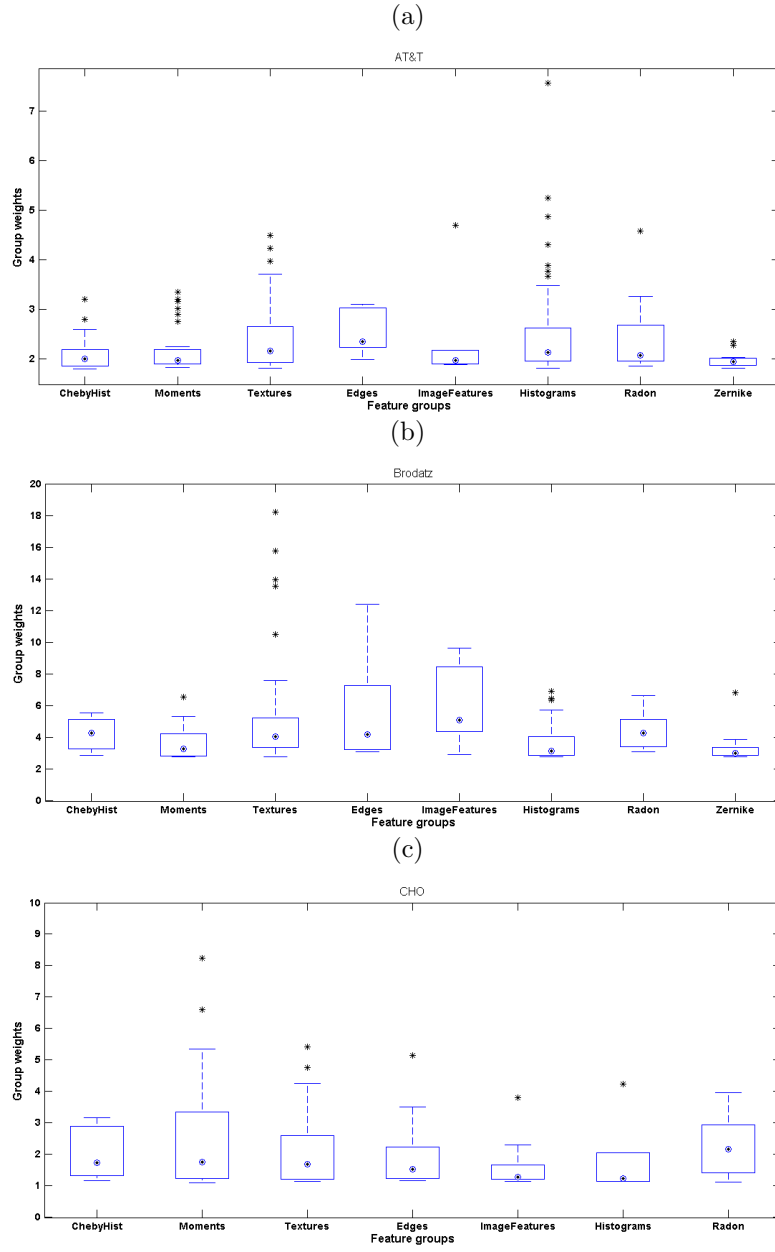 (a)
AT&T
7
6
5
4
3
2
Group weights
ChebyHist Moments Textures Edges ImageFeatures Histograms Radon Zernike
Feature groups
(b)
Brodatz
20
18
16
14
12
10
8
6
4
2
0
Group weights
ChebyHist Moments Textures Edges ImageFeatures Histograms Radon Zernike
Feature groups
(c)
CHO
10
9
8
7
6
5
4
3
2
1
0
Group weights
ChebyHist Moments Textures Edges ImageFeatures Histograms Radon
Feature groups